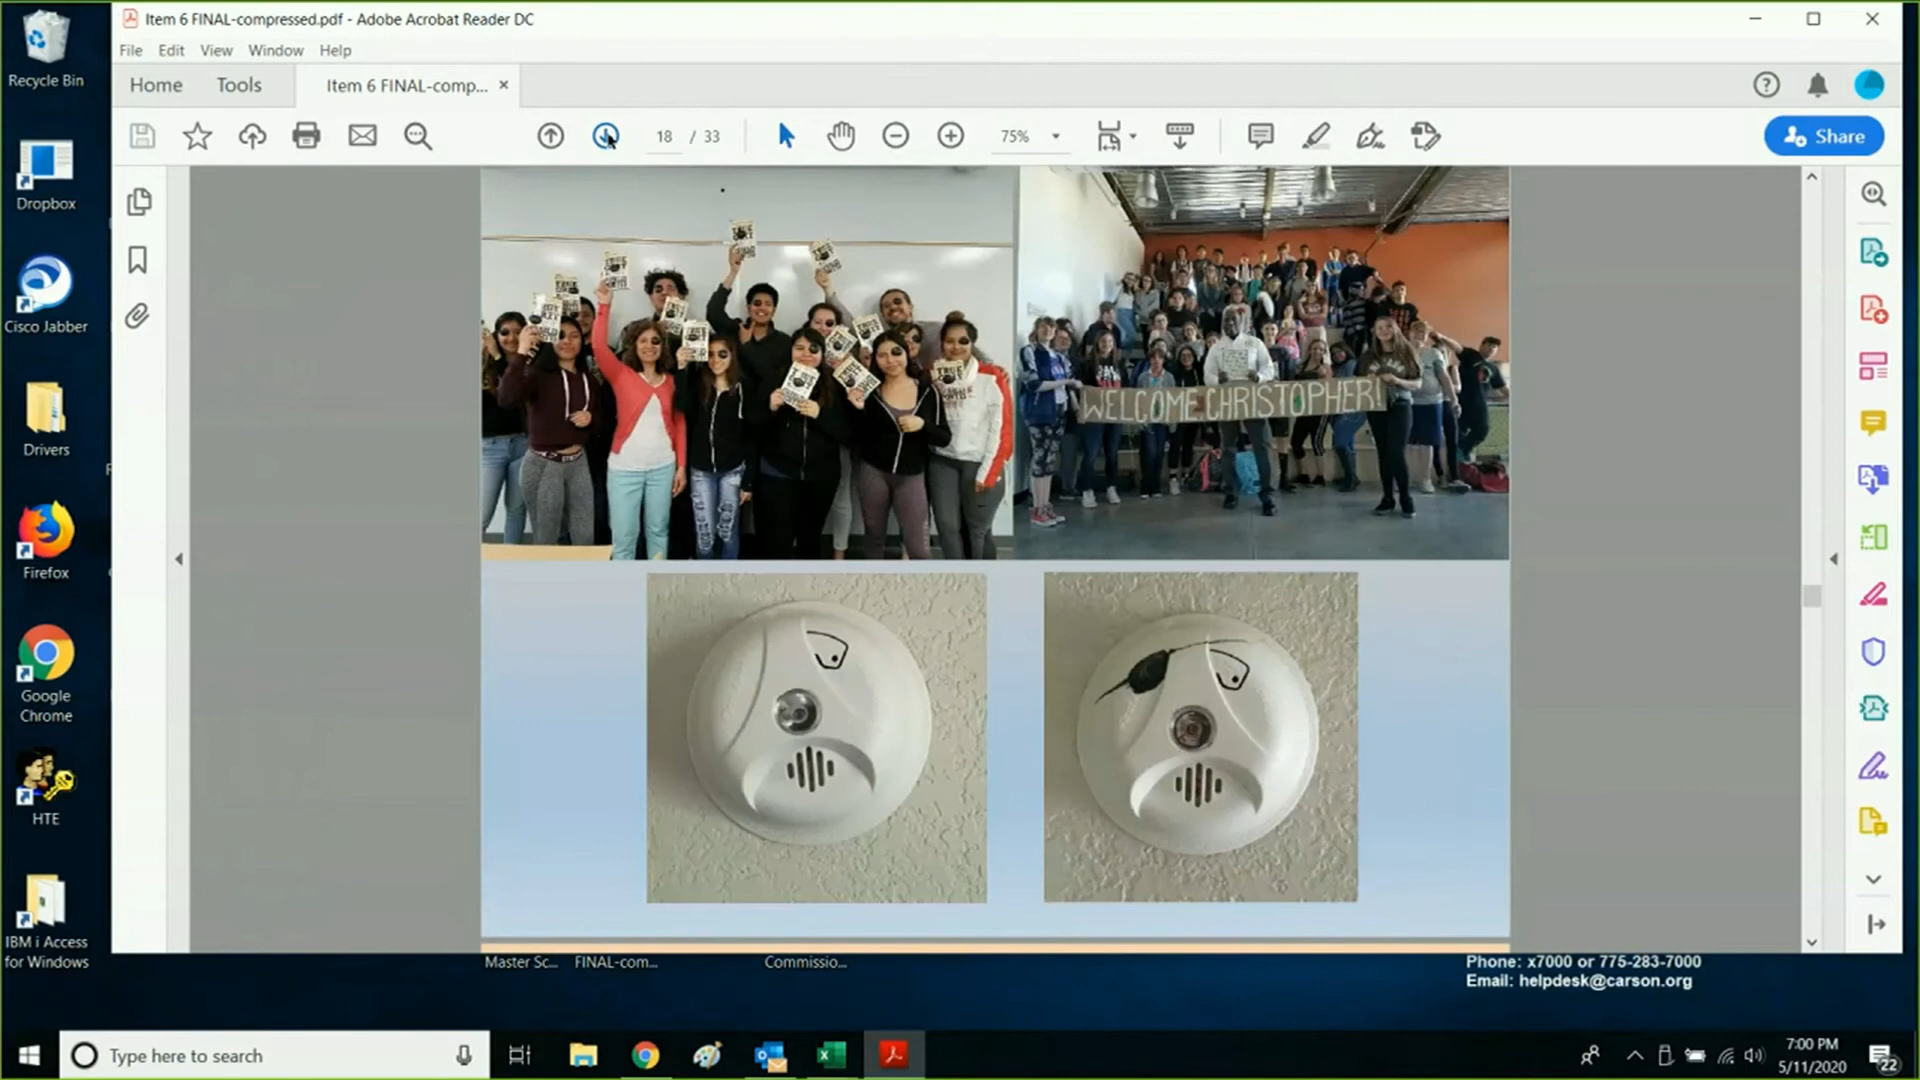 Item 6 FINAL-compressed.pdf - Adobe Acrobat Reader DC
File Edit View Window Help
Home Tools Item 6 FINAL-comp...
18 / 33 75% Share
Recycle Bin
Dropbox
Cisco Jabber
Drivers
Firefox
Google
Chrome
HTE
IBM i Access
for Windows
WELCOME CHRISTOPHER!
Master Sc... FINAL-com... Commissio...
Phone: x7000 or 775-283-7000
Email: helpdesk@carson.org
Type here to search
7:00 PM
5/11/2020
22